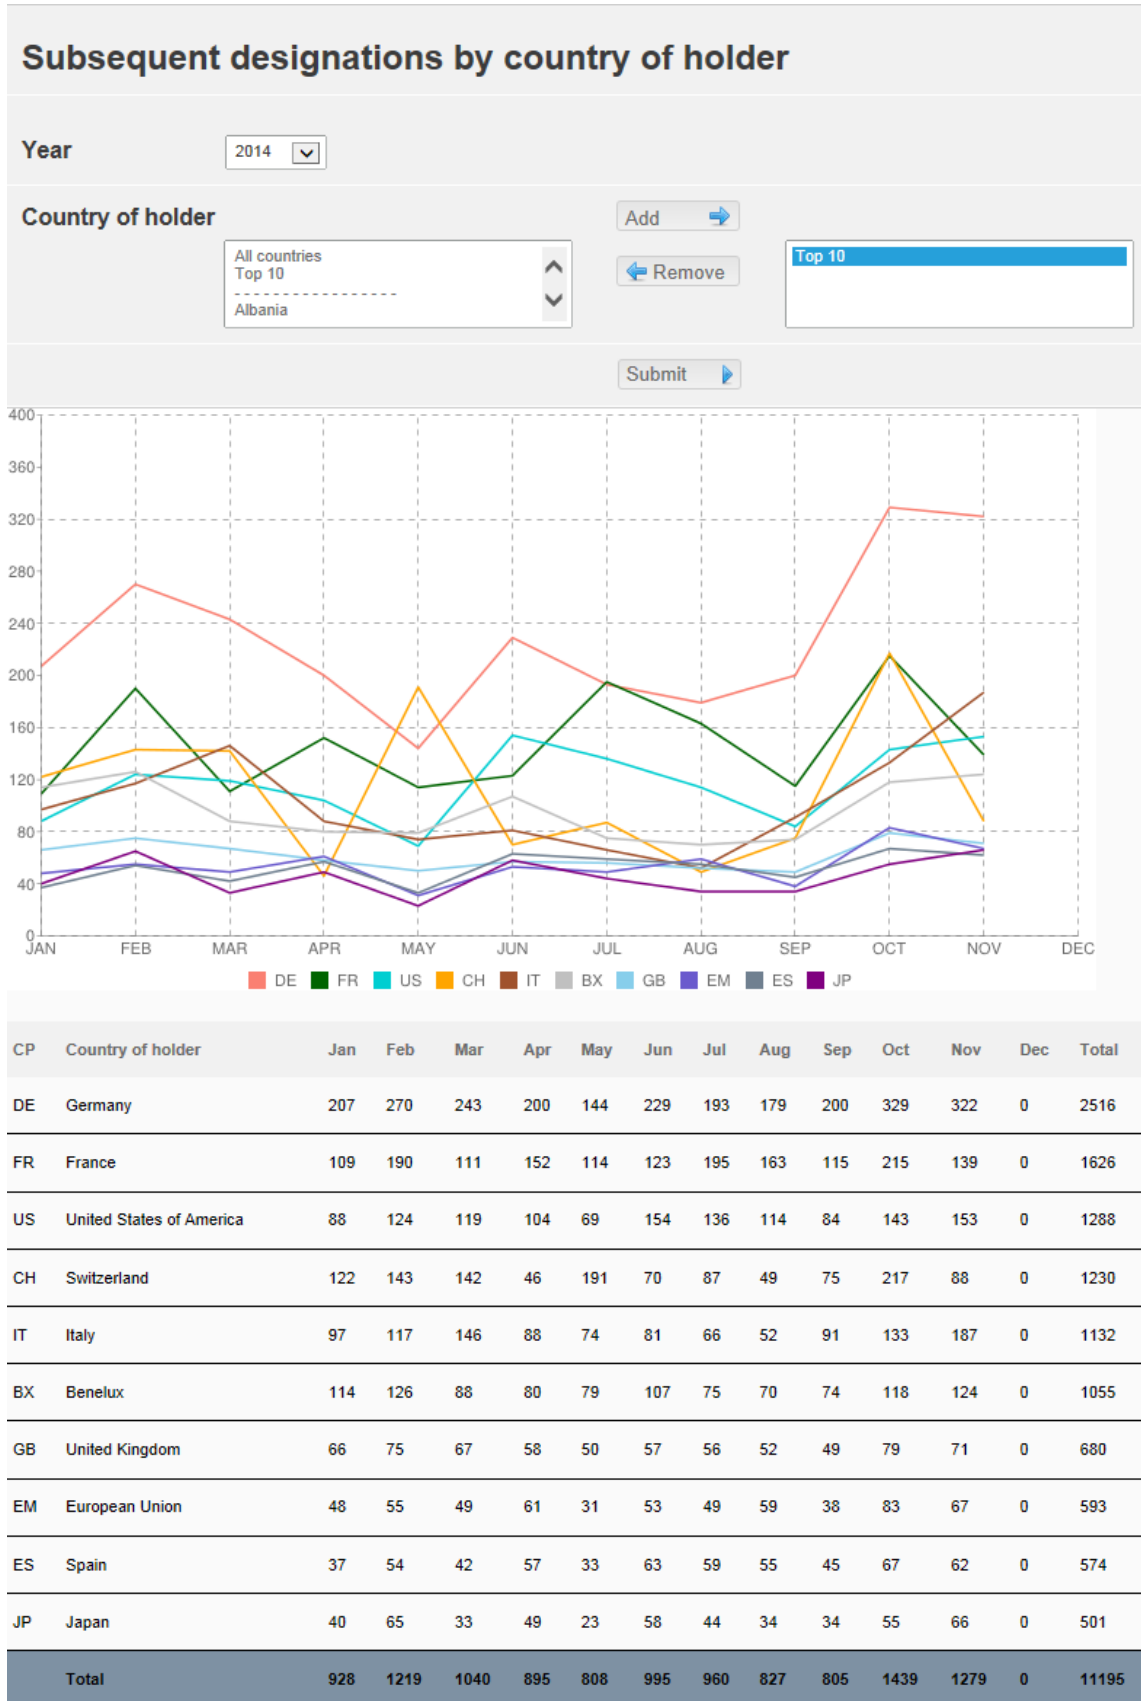 Subsequent designations by country of holder
Year
2014
Country of holder
Add
All countries
Top 10
- - - - - - - - - - - - - - - - -
Albania
Remove
Top 10
Submit
400
360
320
280
240
200
160
120
80
40
0
JAN FEB MAR APR MAY JUN JUL AUG SEP OCT NOV DEC
DE FR US CH IT BX GB EM ES JP
CP Country of holder Jan Feb Mar Apr May Jun Jul Aug Sep Oct Nov Dec Total
DE Germany 207 270 243 200 144 229 193 179 200 329 322 0 2516
FR France 109 190 111 152 114 123 195 163 115 215 139 0 1626
US United States of America 88 124 119 104 69 154 136 114 84 143 153 0 1288
CH Switzerland 122 143 142 46 191 70 87 49 75 217 88 0 1230
IT Italy 97 117 146 88 74 81 66 52 91 133 187 0 1132
BX Benelux 114 126 88 80 79 107 75 70 74 118 124 0 1055
GB United Kingdom 66 75 67 58 50 57 56 52 49 79 71 0 680
EM European Union 48 55 49 61 31 53 49 59 38 83 67 0 593
ES Spain 37 54 42 57 33 63 59 55 45 67 62 0 574
JP Japan 40 65 33 49 23 58 44 34 34 55 66 0 501
Total 928 1219 1040 895 808 995 960 827 805 1439 1279 0 11195